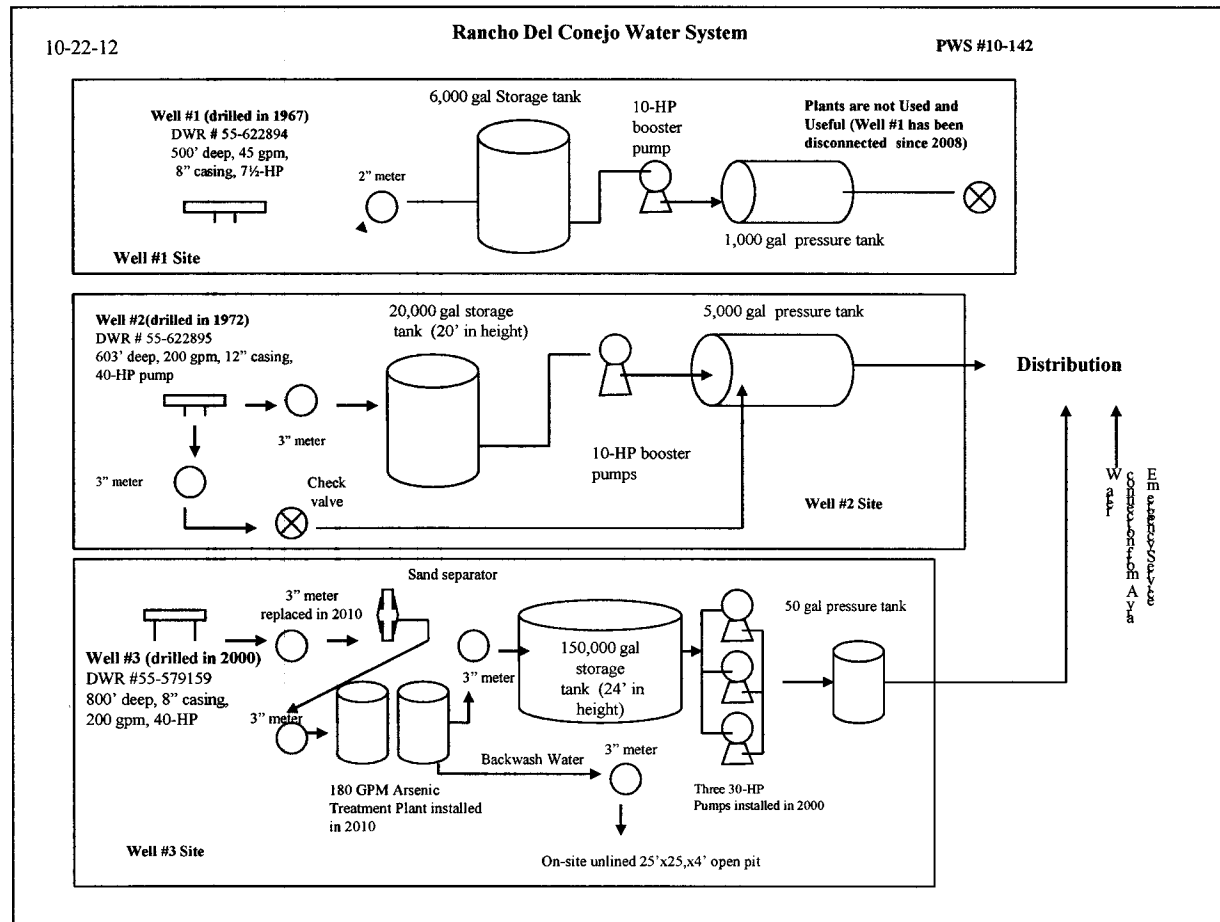 10-22-12
Rancho Del Conejo Water System
PWS #10-142
Well #1 (drilled in 1967)
DWR # 55-622894
500' deep, 45 gpm,
8" casing, 7½-HP
2" meter
6,000 gal Storage tank
10-HP
booster
pump
Plants are not Used and
Useful (Well #1 has been
disconnected since 2008)
1,000 gal pressure tank
Well #1 Site
Well #2(drilled in 1972)
DWR # 55-622895
603' deep, 200 gpm, 12" casing,
40-HP pump
20,000 gal storage
tank (20' in height)
5,000 gal pressure tank
Distribution
3" meter
3" meter
Check
valve
10-HP booster
pumps
Well #2 Site
Emergency Service
connection from Avra
Water
Sand separator
3" meter
replaced in 2010
Well #3 (drilled in 2000)
DWR #55-579159
800' deep, 8" casing,
200 gpm, 40-HP
3" meter
3" meter
150,000 gal
storage
tank (24' in
height)
50 gal pressure tank
Backwash Water
3" meter
180 GPM Arsenic
Treatment Plant installed
in 2010
Three 30-HP
Pumps installed in 2000
Well #3 Site
On-site unlined 25'x25,x4' open pit